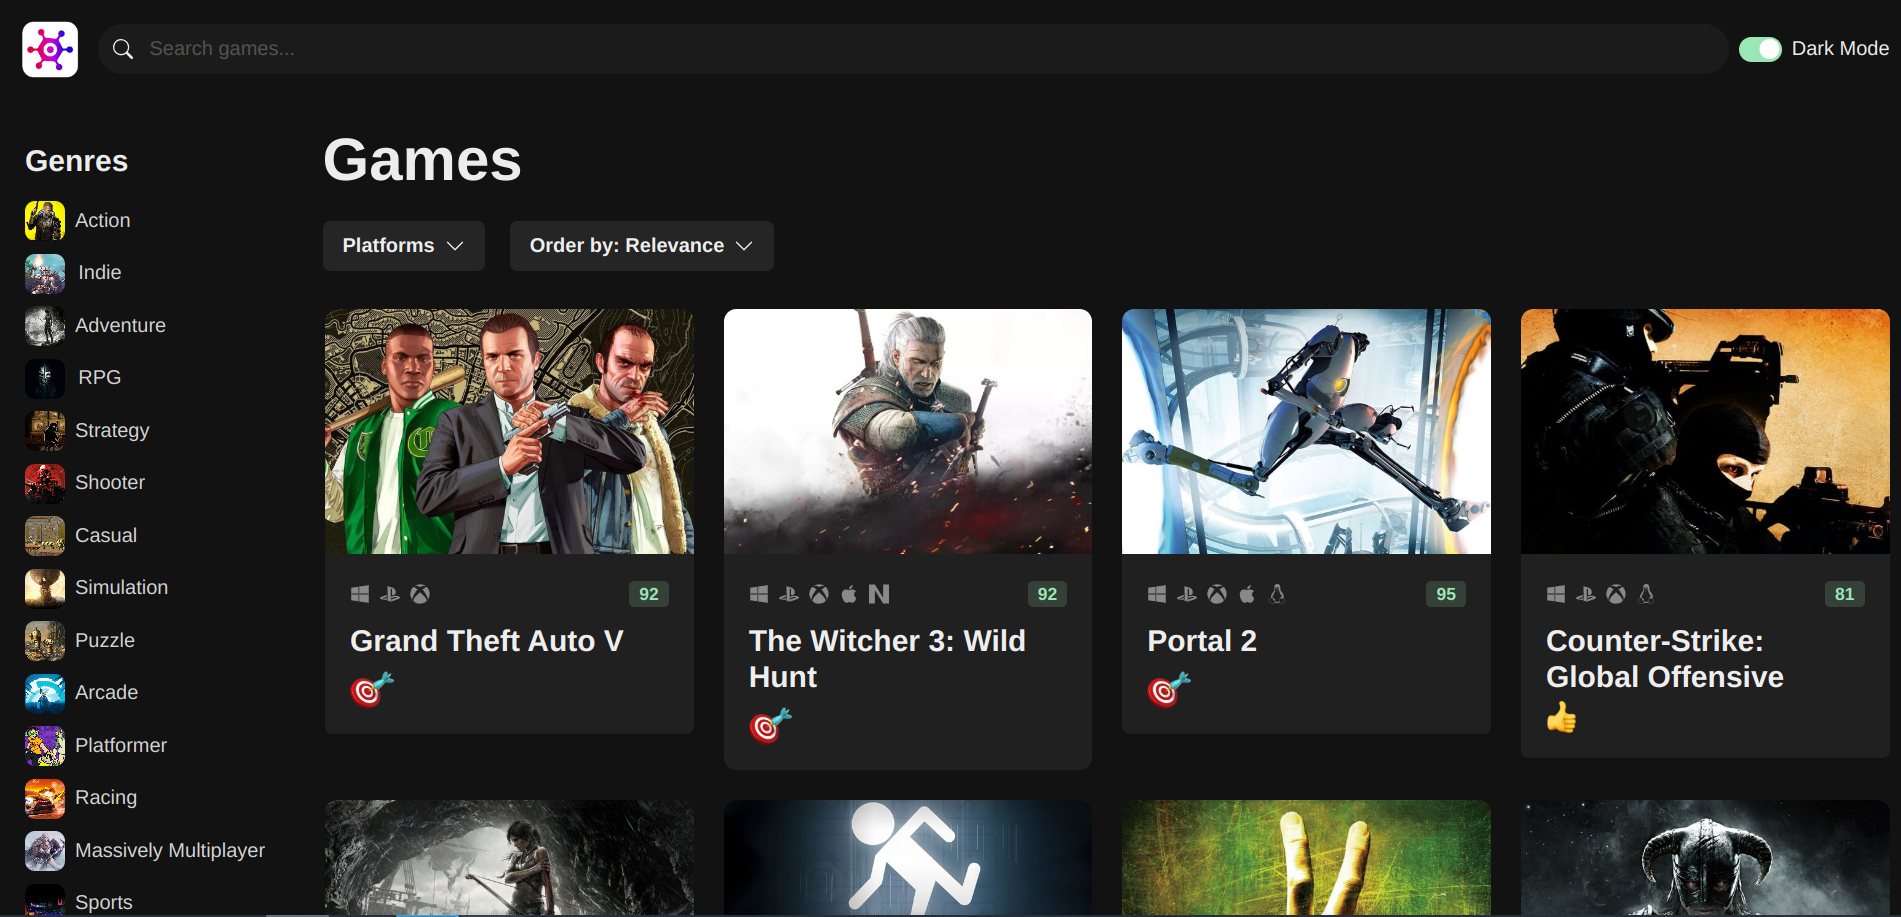 Search games...
Dark Mode
Genres
Action
Indie
Adventure
RPG
Strategy
Shooter
Casual
Simulation
Puzzle
Arcade
Platformer
Racing
Massively Multiplayer
Sports
Games
Platforms
Order by: Relevance
92
Grand Theft Auto V
92
The Witcher 3: Wild
Hunt
95
Portal 2
81
Counter-Strike:
Global Offensive